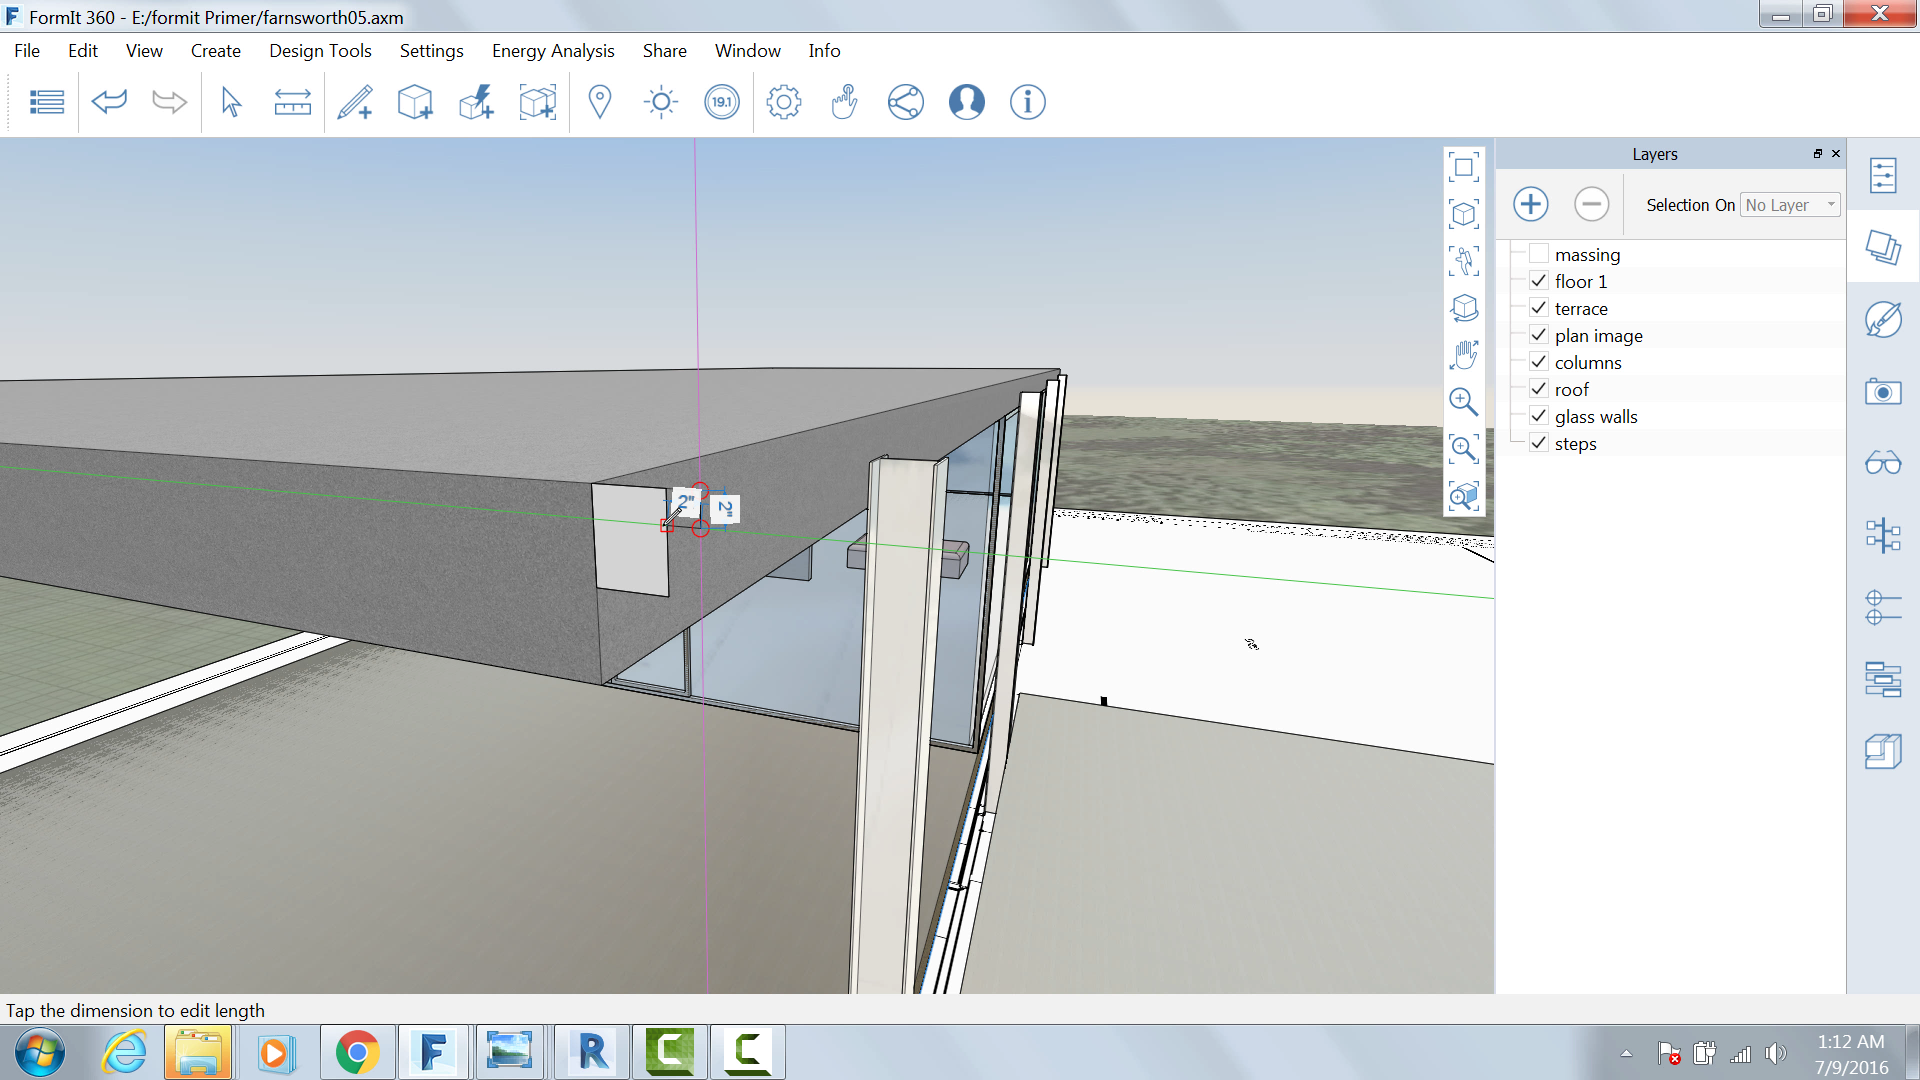 FormIt 360 - E:/formit Primer/farnsworth05.axm
File Edit View Create Design Tools Settings Energy Analysis Share Window Info
19.1
Layers
Selection On No Layer
massing
floor 1
terrace
plan image
columns
roof
glass walls
steps
2"
2"
Tap the dimension to edit length
1:12 AM
7/9/2016